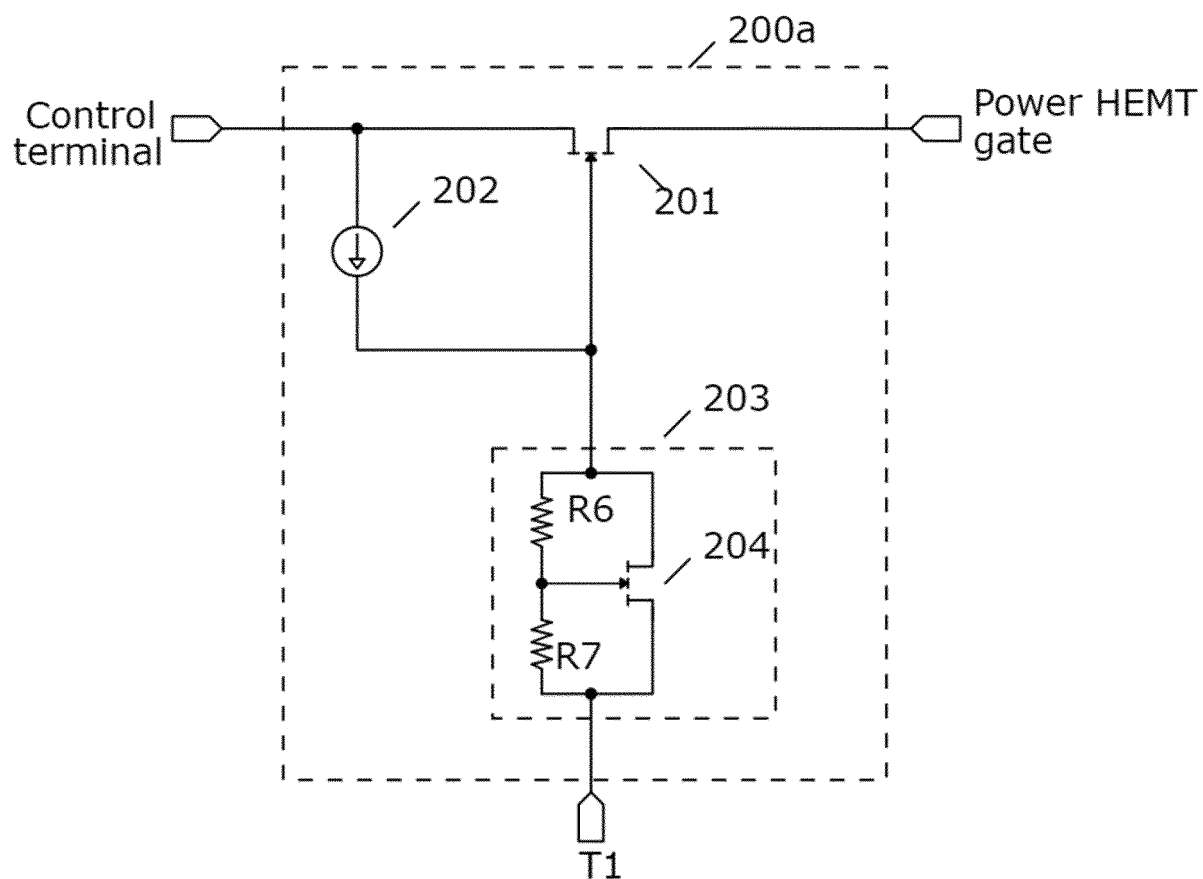 200a
Control
terminal
Power HEMT
gate
202
201
203
R6
204
R7
T1